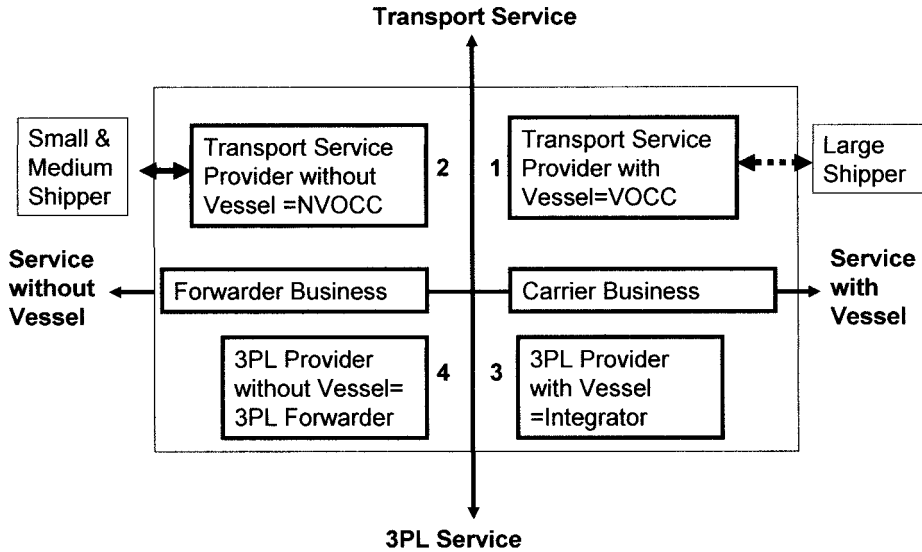 Transport Service
Small &
Medium
Shipper
Transport Service
Provider without
Vessel =NVOCC
2
1
Transport Service
Provider with
Vessel=VOCC
Large
Shipper
Service
without
Vessel
Forwarder Business
Carrier Business
Service
with
Vessel
3PL Provider
without Vessel=
3PL Forwarder
4
3
3PL Provider
with Vessel
=Integrator
3PL Service